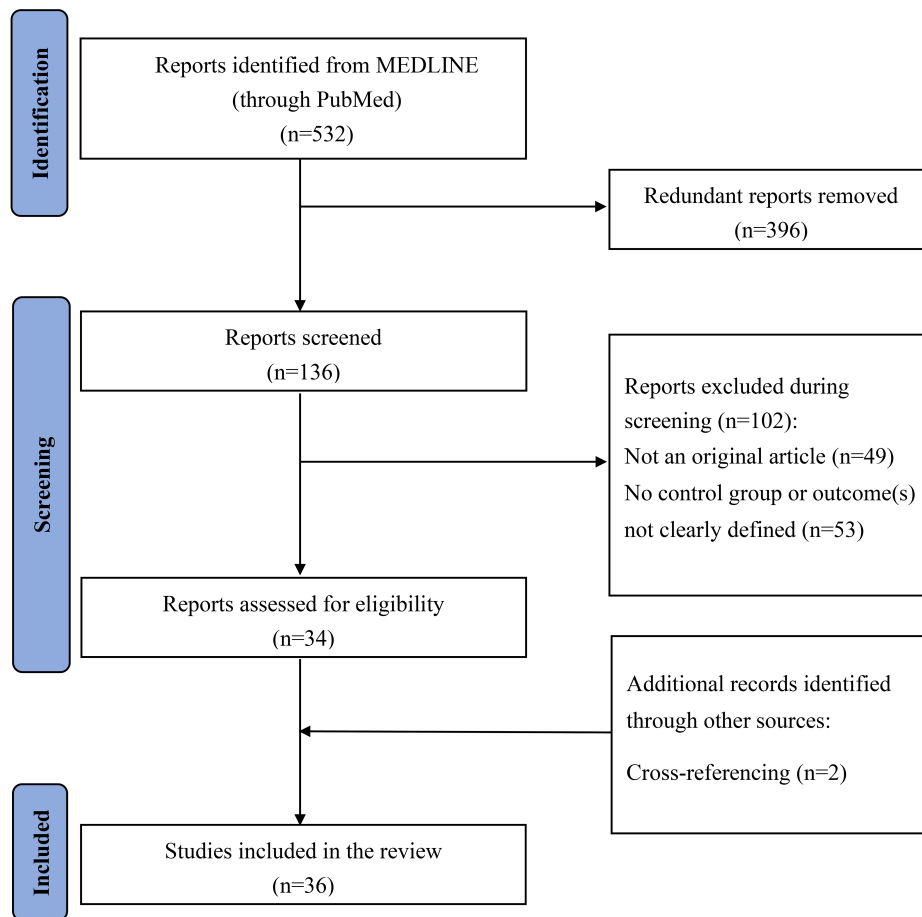 Identification
Reports identified from MEDLINE
(through PubMed)
(n=532)
Redundant reports removed
(n=396)
Screening
Reports screened
(n=136)
Reports excluded during
screening (n=102):
Not an original article (n=49)
No control group or outcome(s)
not clearly defined (n=53)
Reports assessed for eligibility
(n=34)
Additional records identified
through other sources:
Cross-referencing (n=2)
Included
Studies included in the review
(n=36)